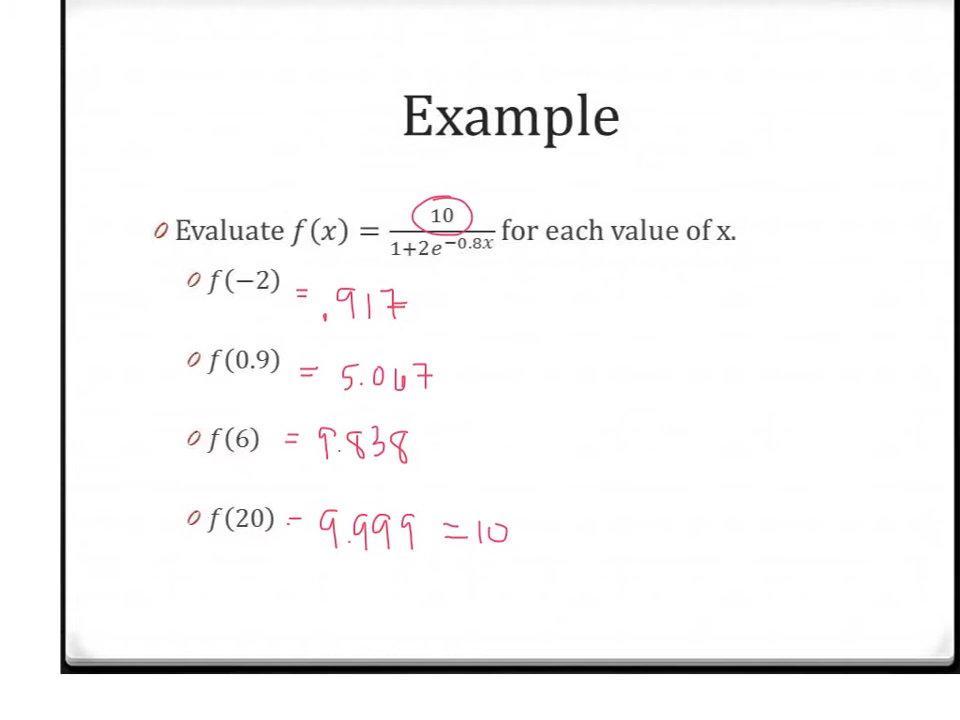 Example
Evaluate f(x) = 10/(1+2e^−0.8x) for each value of x.
f(−2) = .917
f(0.9) = 5.067
f(6) = 9.838
f(20) = 9.999 = 10